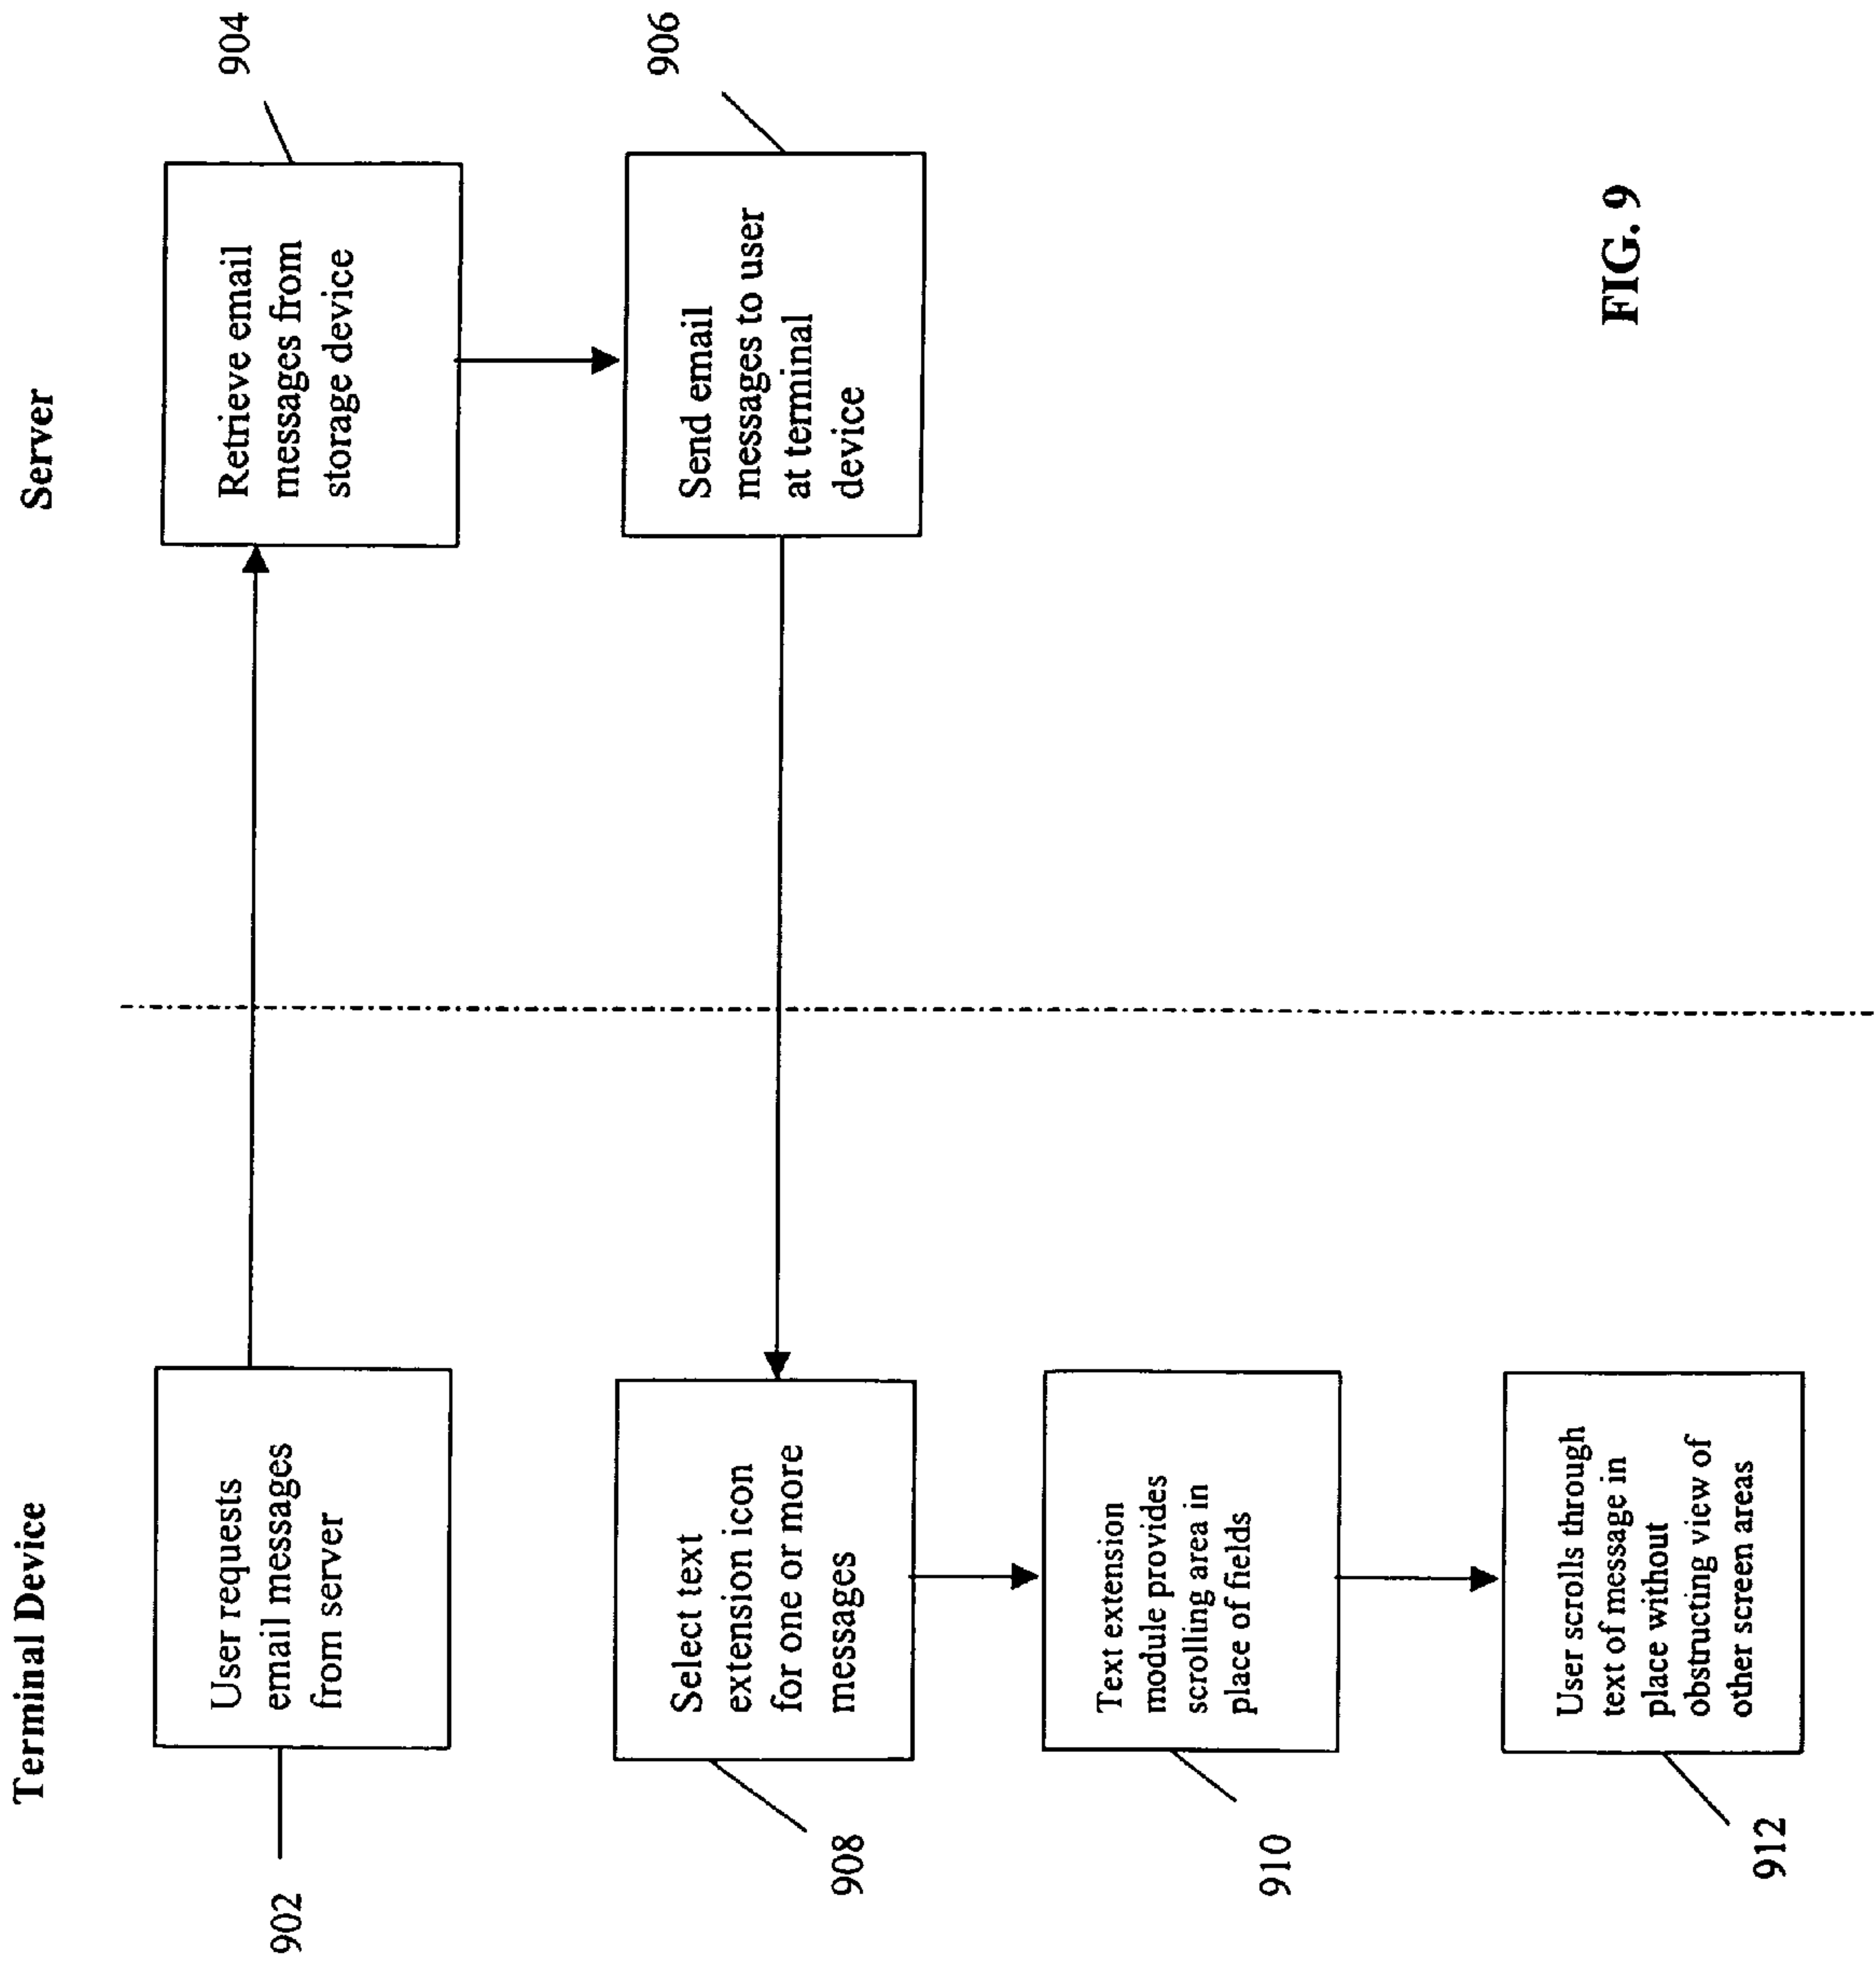 Terminal Device
Server
902
User requests
email messages
from server
Retrieve email
messages from
storage device
904
Send email
messages to user
at terminal
device
906
908
Select text
extension icon
for one or more
messages
910
Text extension
module provides
scrolling area in
place of fields
912
User scrolls through
text of message in
place without
obstructing view of
other screen areas
FIG. 9